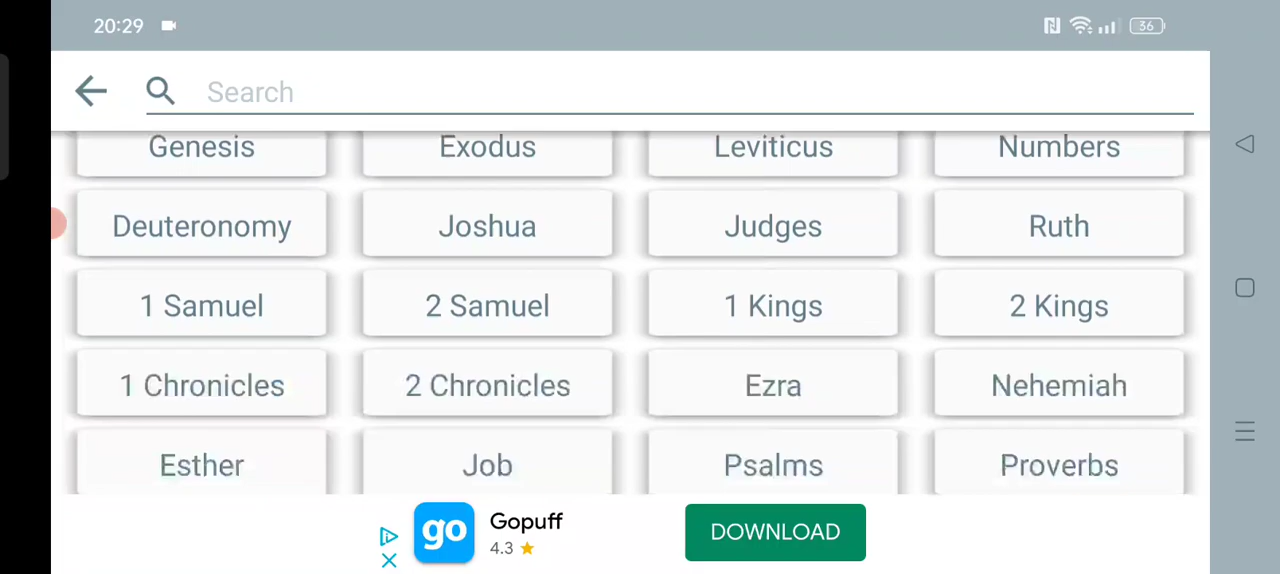 20:29 36
Search
Genesis Exodus Leviticus Numbers
Deuteronomy Joshua Judges Ruth
1 Samuel 2 Samuel 1 Kings 2 Kings
1 Chronicles 2 Chronicles Ezra Nehemiah
Esther Job Psalms Proverbs
go Gopuff DOWNLOAD
4.3